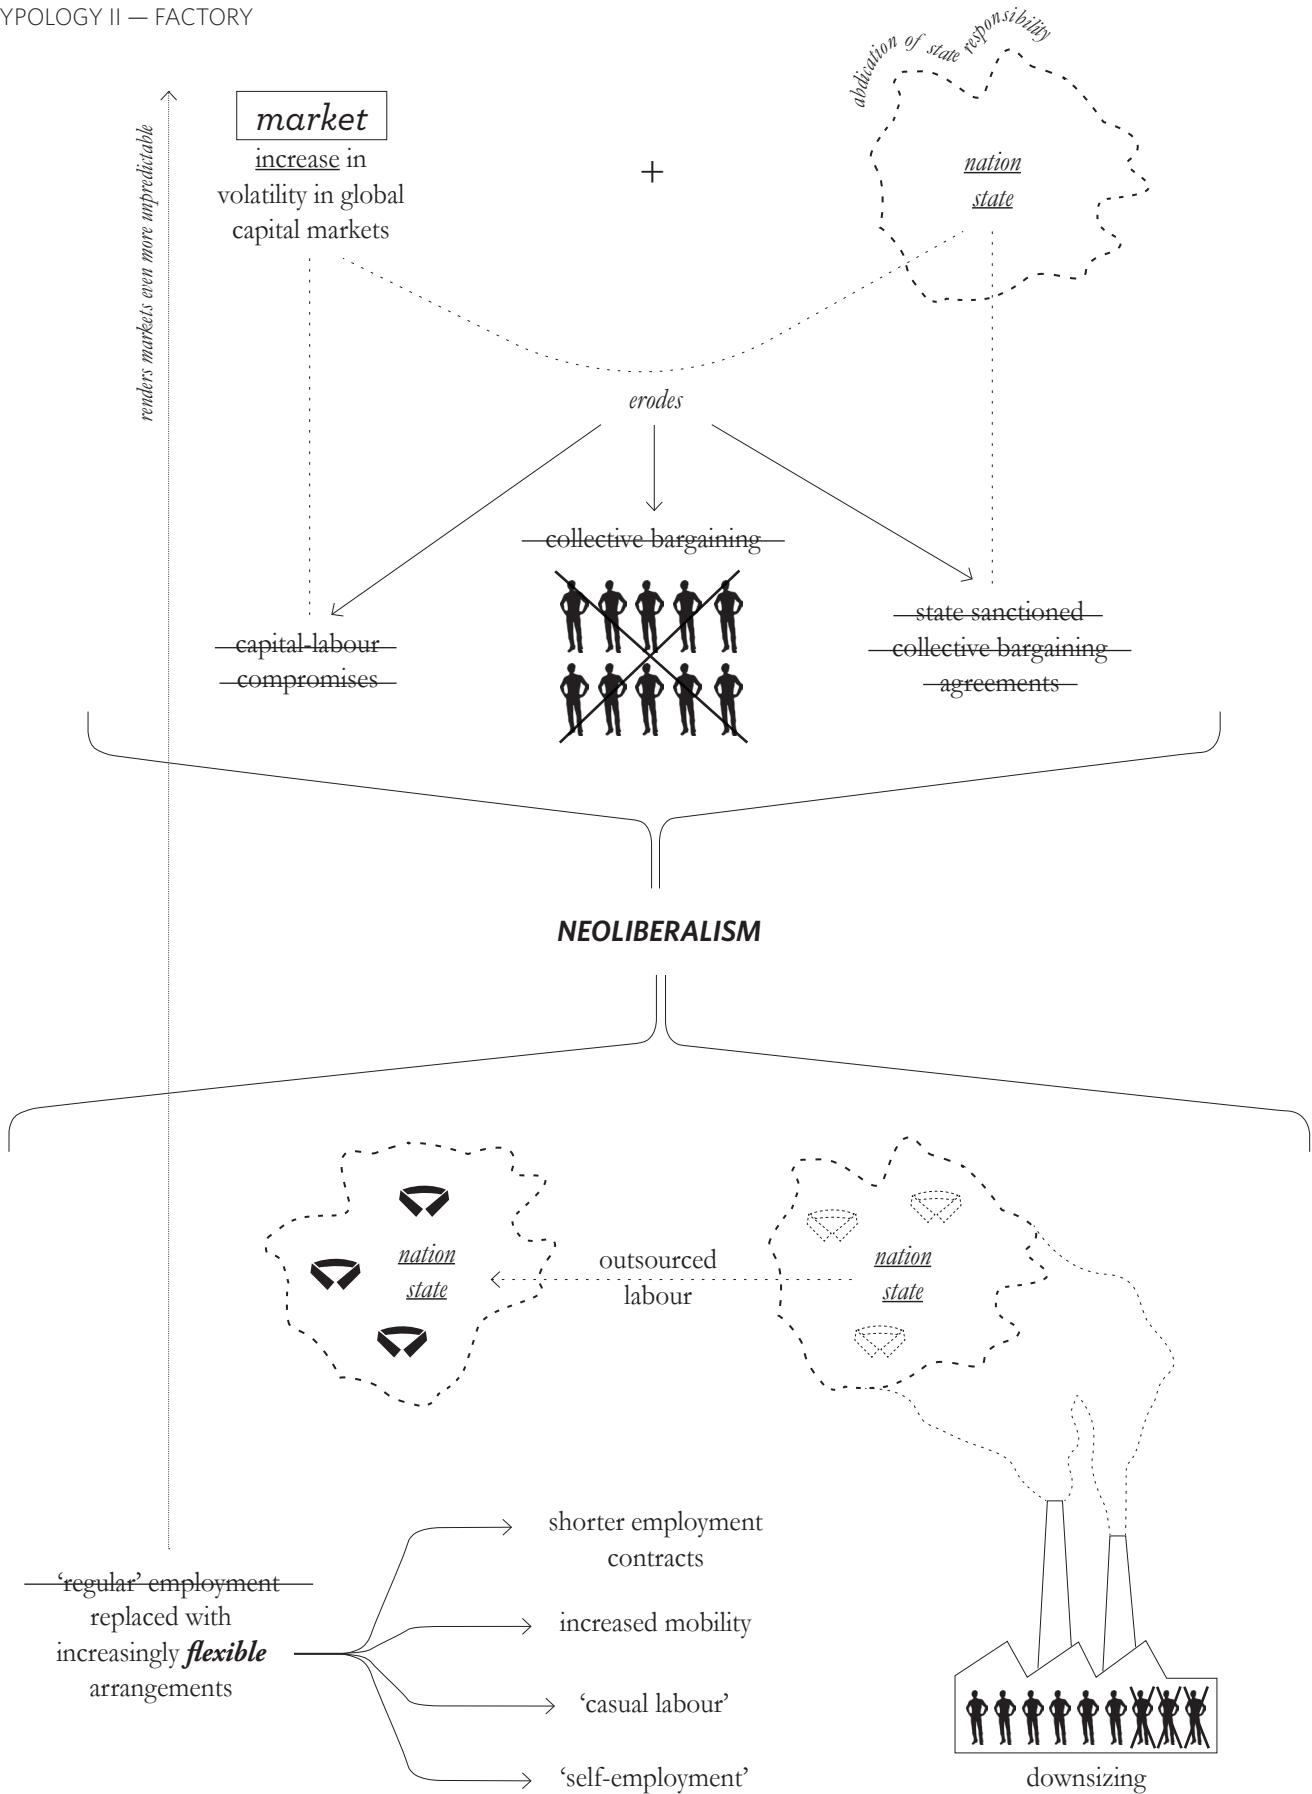 YPOLOGY II — FACTORY
abdication of state responsibility
market
increase in
volatility in global
capital markets
+
nation
state
renders markets even more unpredictable
erodes
collective bargaining
capital-labour
compromises
state sanctioned
collective bargaining
agreements
NEOLIBERALISM
nation
state
outsourced
labour
nation
state
shorter employment
contracts
'regular' employment
replaced with
increasingly flexible
arrangements
increased mobility
'casual labour'
'self-employment'
downsizing